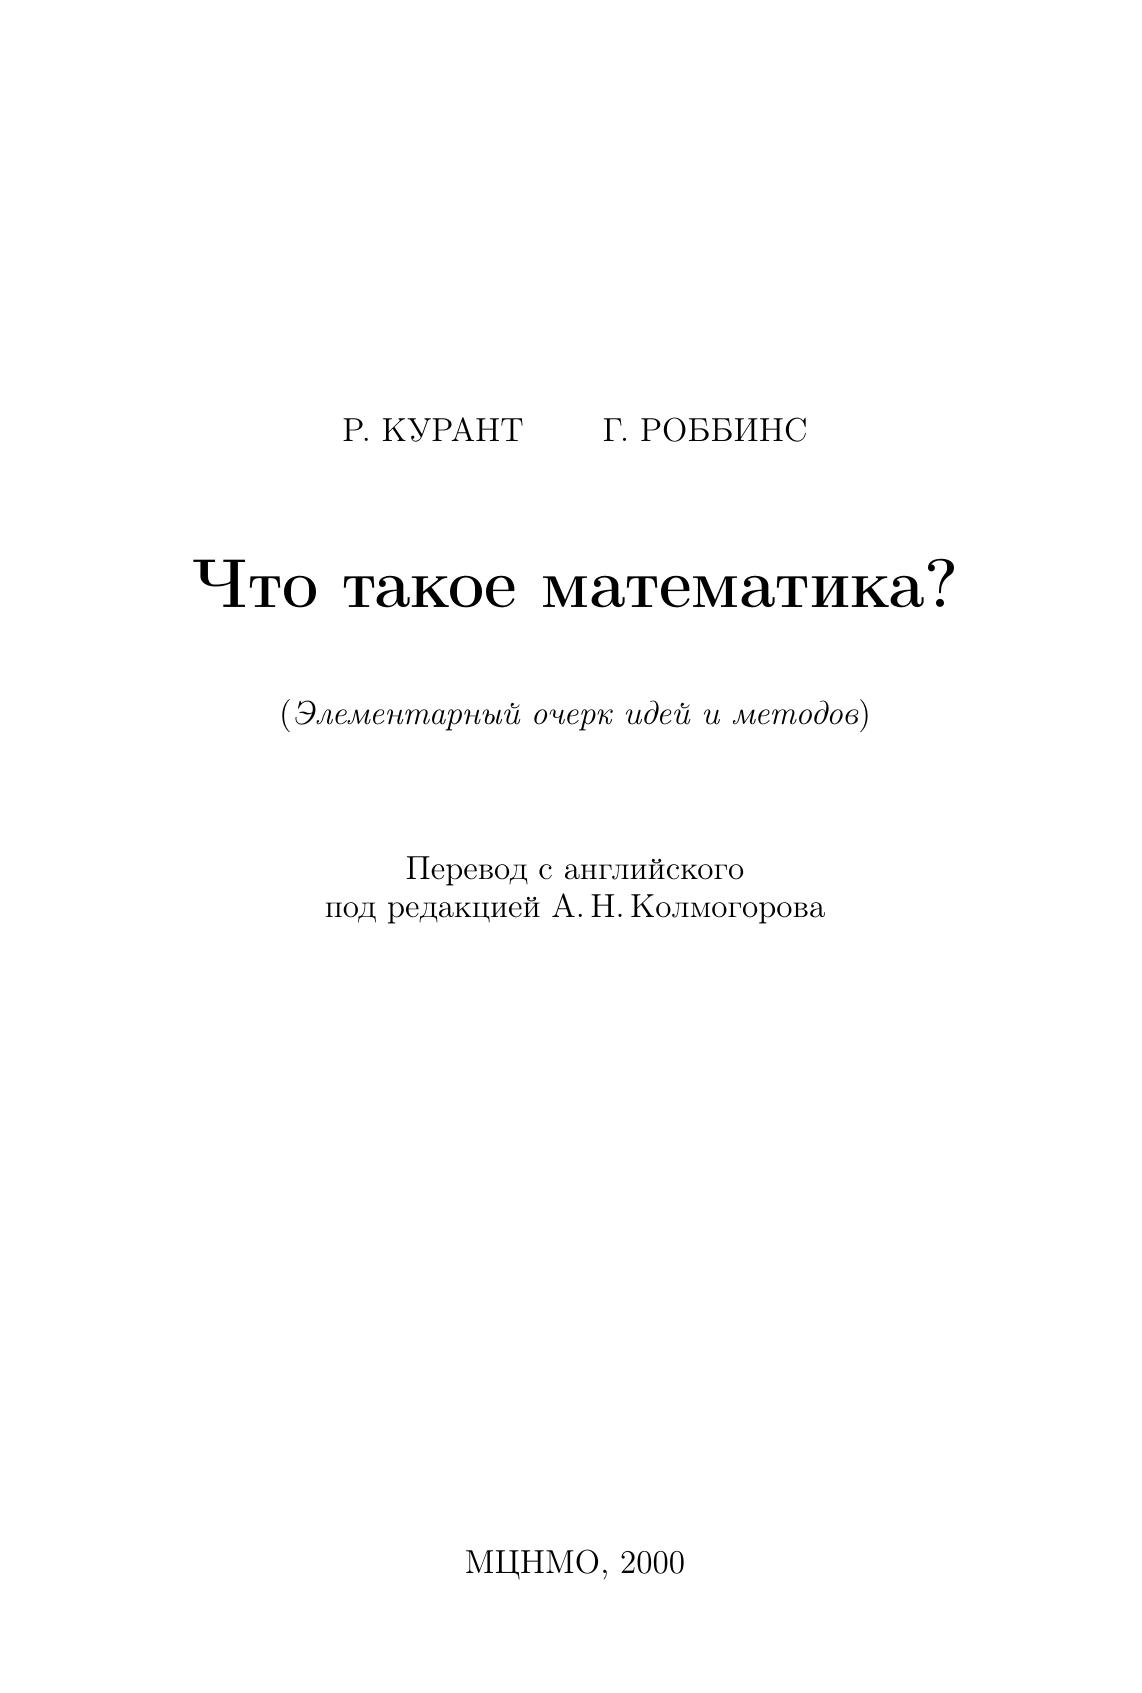 Р. КУРАНТ Г. РОББИНС
Что такое математика?
(Элементарный очерк идей и методов)
Перевод с английского
под редакцией А. Н. Колмогорова
МЦНМО, 2000